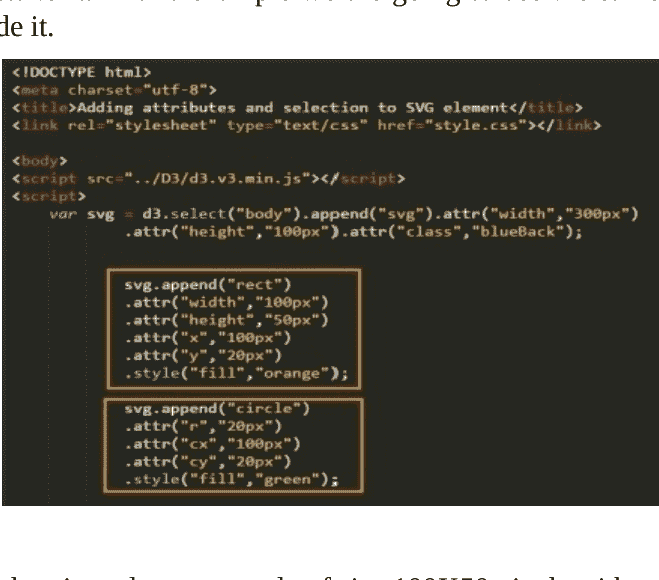 de it.
<!DOCTYPE html>
<meta charset="utf-8">
<title>Adding attributes and selection to SVG element</title>
<link rel="stylesheet" type="text/css" href="style.css"></link>
<body>
<script src="../D3/d3.v3.min.js"></script>
<script>
var svg = d3.select("body").append("svg").attr("width","300px")
.attr("height","100px").attr("class","blueBack");
svg.append("rect")
.attr("width","100px")
.attr("height","50px")
.attr("x","100px")
.attr("y","20px")
.style("fill","orange");
svg.append("circle")
.attr("r","20px")
.attr("cx","100px")
.attr("cy","20px")
.style("fill","green");